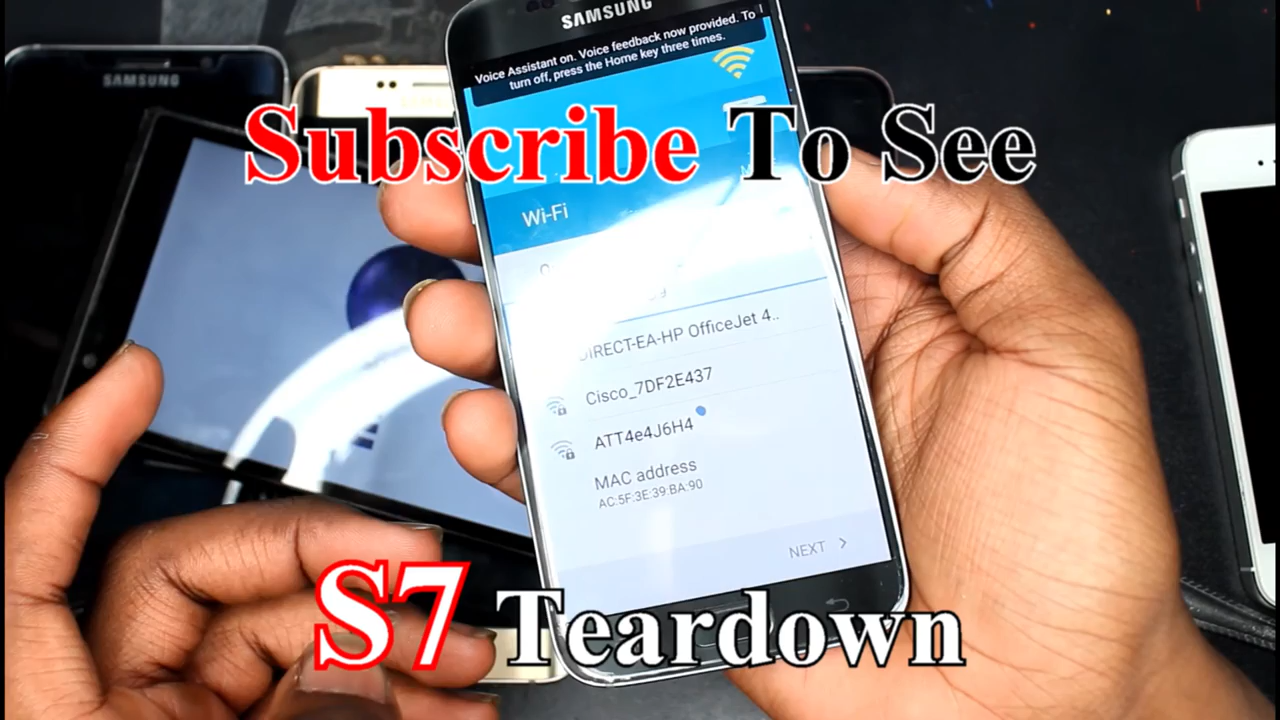 SAMSUNG
SAMSUNG
Voice Assistant on. Voice feedback now provided. To
turn off, press the Home key three times.
Subscribe To See
Wi-Fi
DIRECT-EA-HP OfficeJet 4..
Cisco_7DF2E437
ATT4e4J6H4
MAC address
AC:5F:3E:39:BA:90
NEXT
S7 Teardown